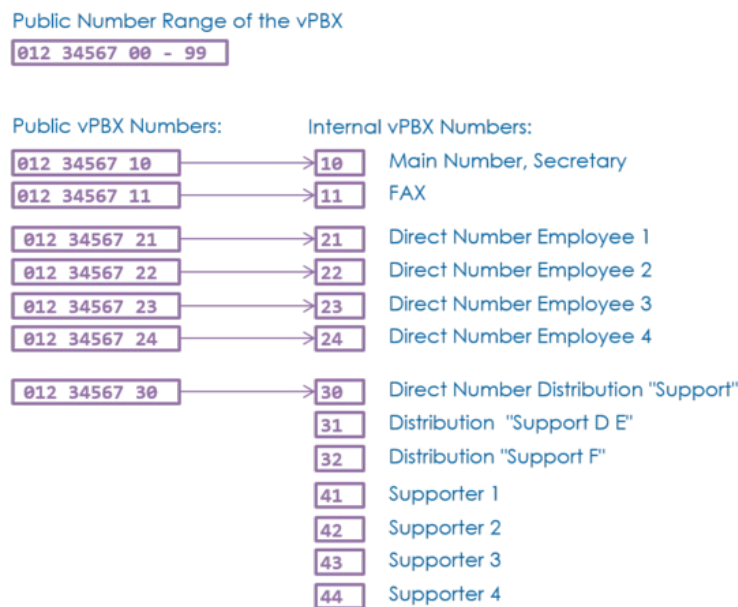 Public Number Range of the vPBX
012 34567 00 - 99
Public vPBX Numbers: Internal vPBX Numbers:
012 34567 10 10 Main Number, Secretary
012 34567 11 11 FAX
012 34567 21 21 Direct Number Employee 1
012 34567 22 22 Direct Number Employee 2
012 34567 23 23 Direct Number Employee 3
012 34567 24 24 Direct Number Employee 4
012 34567 30 30 Direct Number Distribution "Support"
31 Distribution "Support D E"
32 Distribution "Support F"
41 Supporter 1
42 Supporter 2
43 Supporter 3
44 Supporter 4